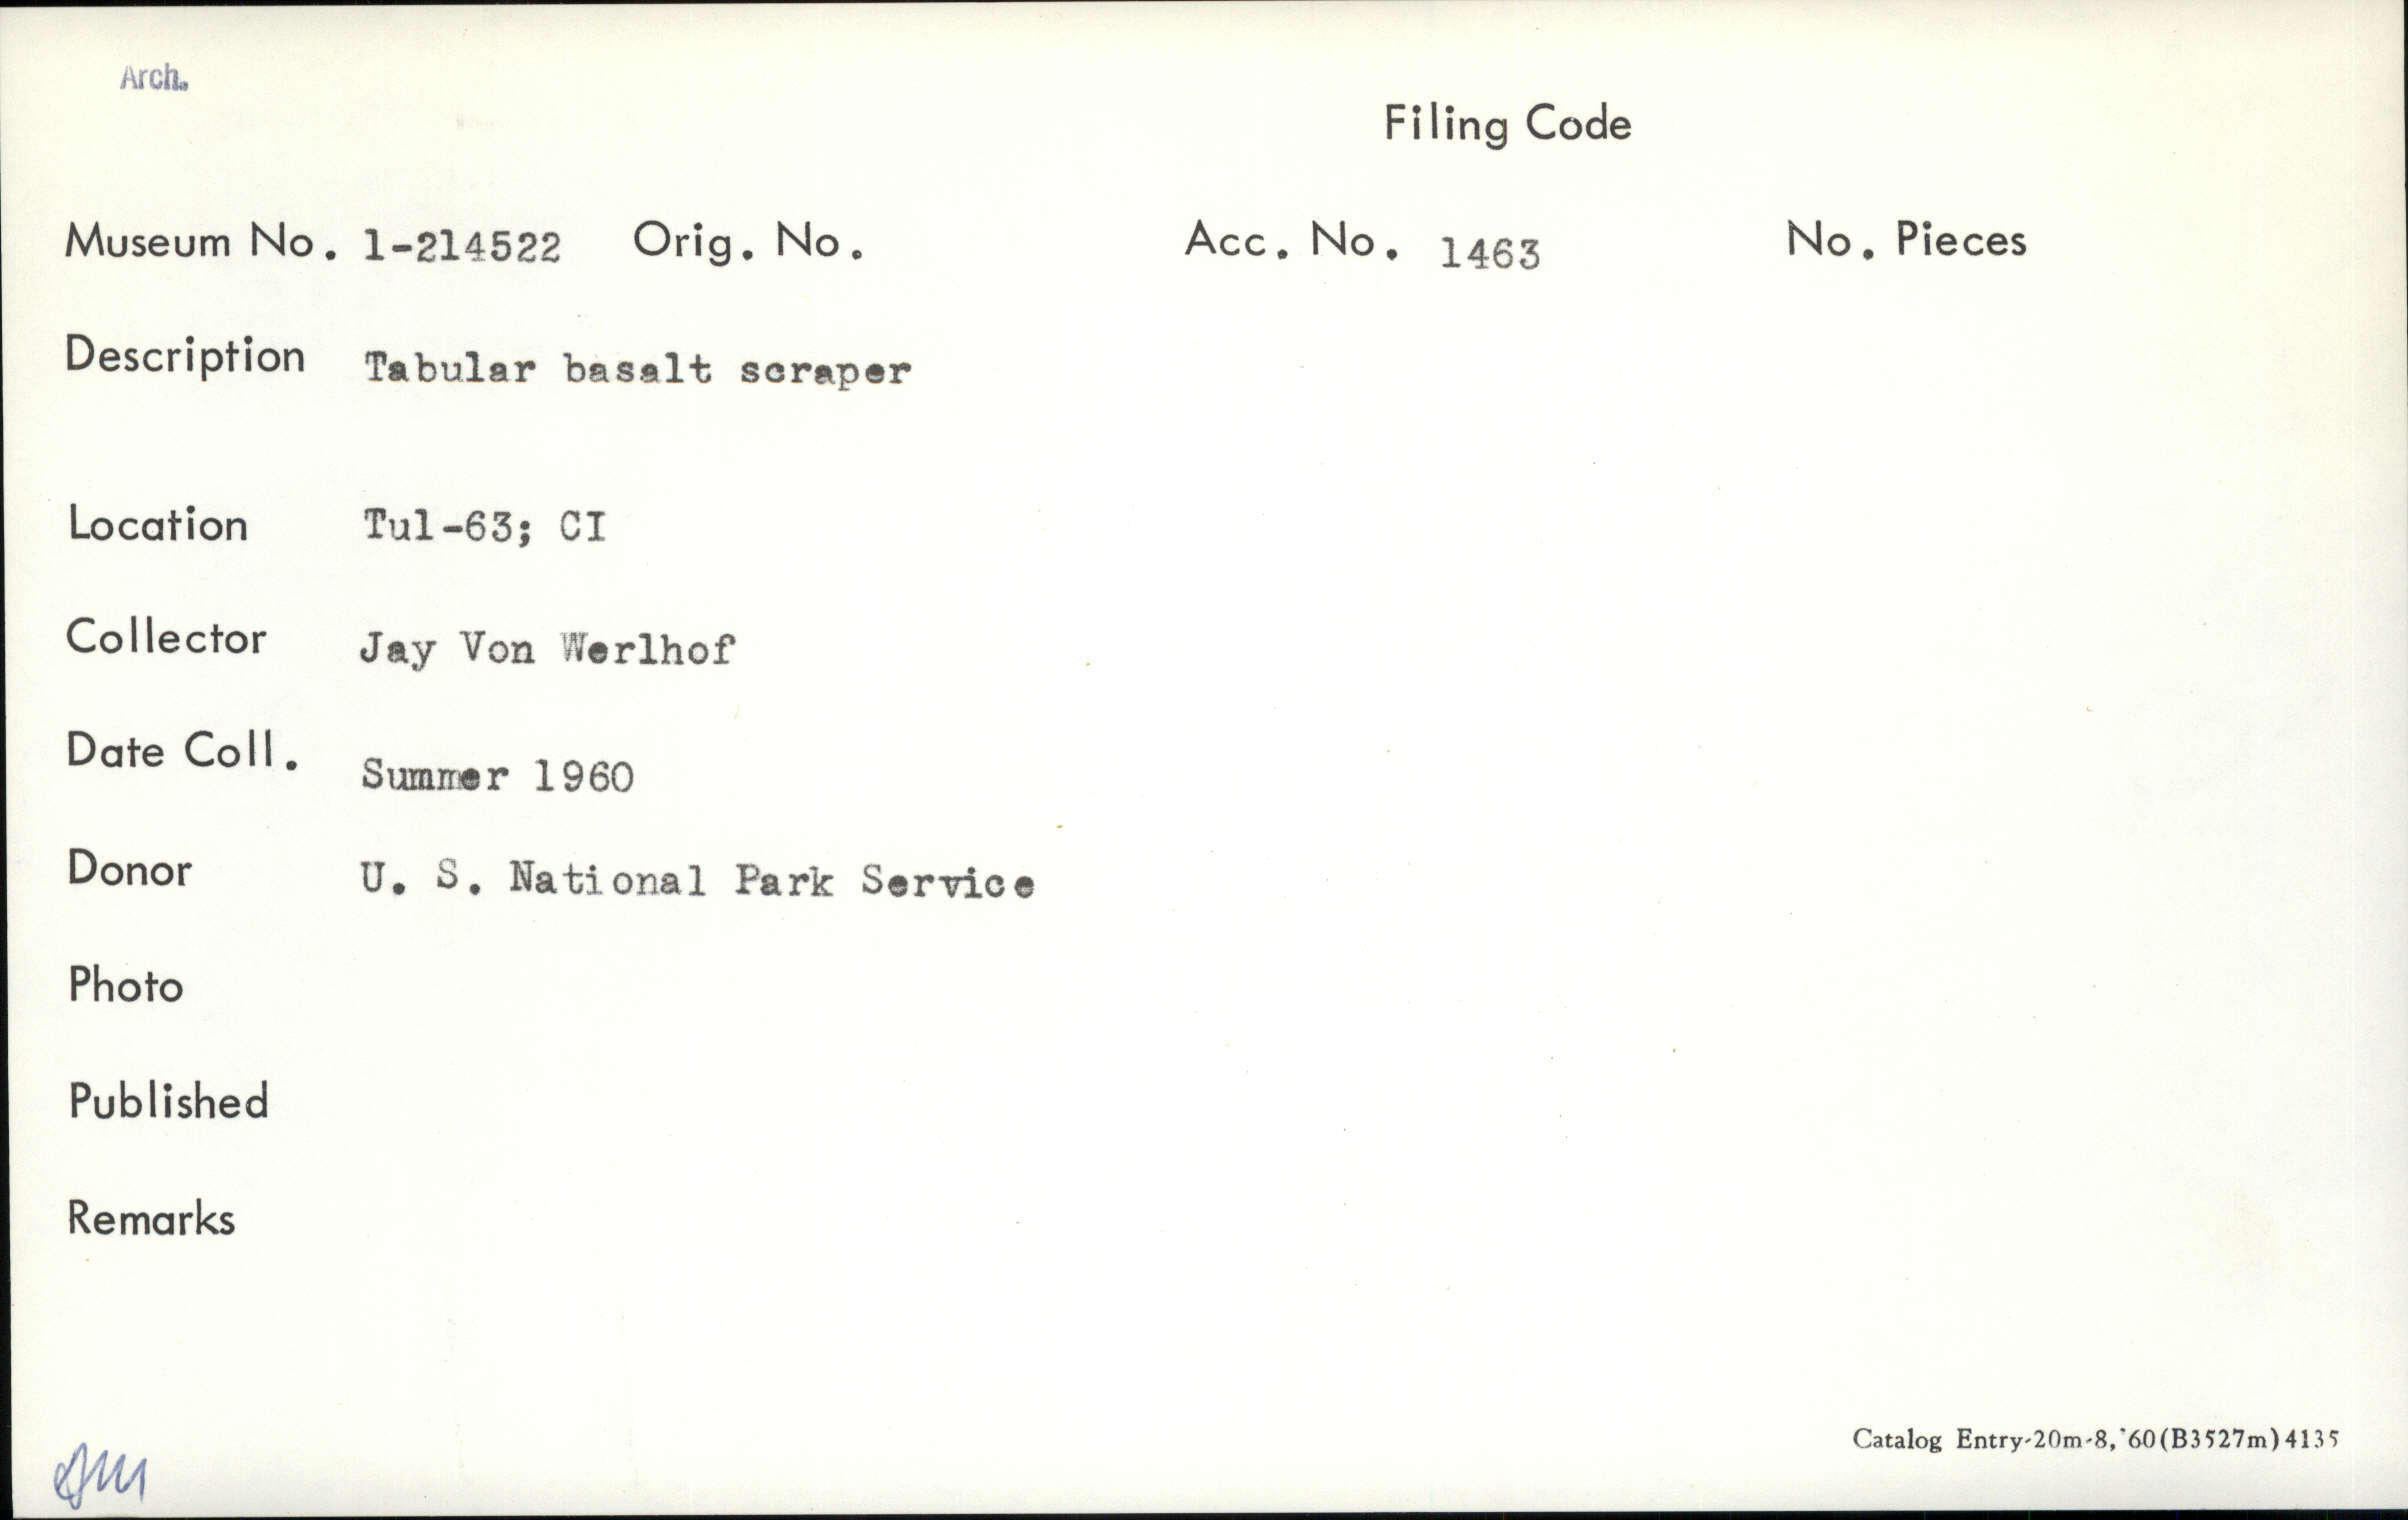 Arch.
Filing Code
Museum No. 1-214522 Orig. No. Acc. No. 1463 No. Pieces
Description Tabular basalt scraper
Location Tul-63; CI
Collector Jay Von Werlhof
Date Coll. Summer 1960
Donor U. S. National Park Service
Photo
Published
Remarks
Catalog Entry-20m-8,'60(B3527m)4135